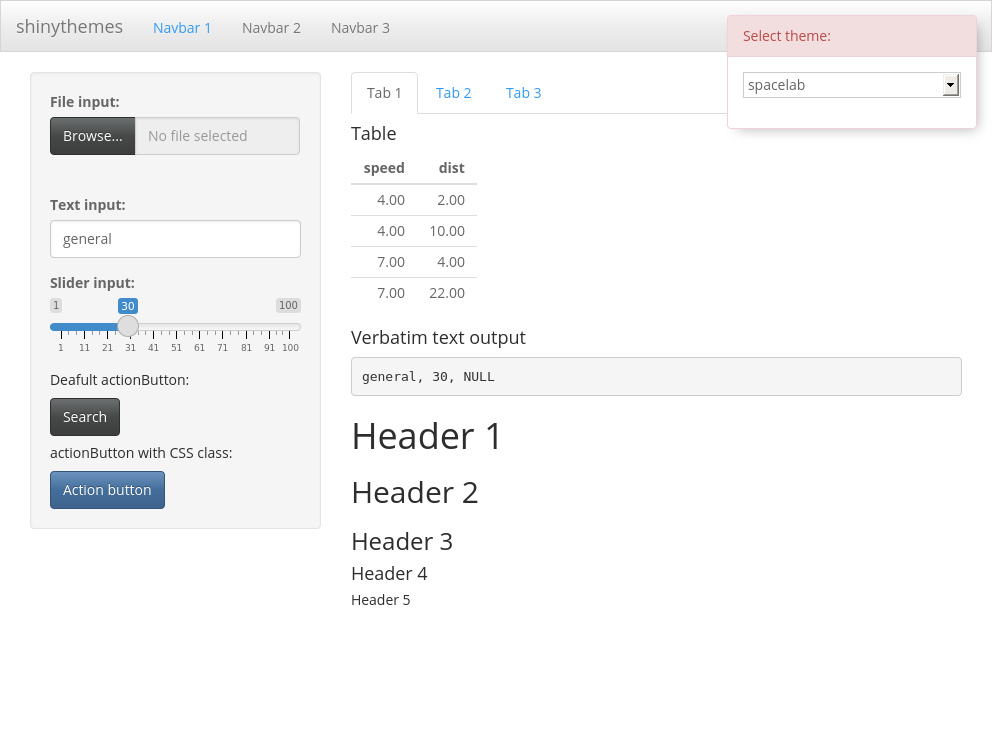 shinythemes Navbar 1 Navbar 2 Navbar 3
Select theme:
spacelab
File input:
Browse... No file selected
Text input:
general
Slider input:
1 30 100
1 11 21 31 41 51 61 71 81 91 100
Deafult actionButton:
Search
actionButton with CSS class:
Action button
Tab 1 Tab 2 Tab 3
Table
speed dist
4.00 2.00
4.00 10.00
7.00 4.00
7.00 22.00
Verbatim text output
general, 30, NULL
Header 1
Header 2
Header 3
Header 4
Header 5